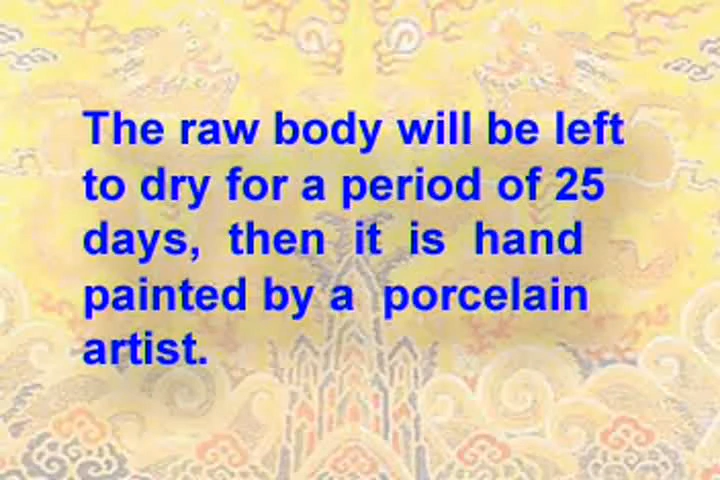 The raw body will be left
to dry for a period of 25
days, then it is hand
painted by a porcelain
artist.